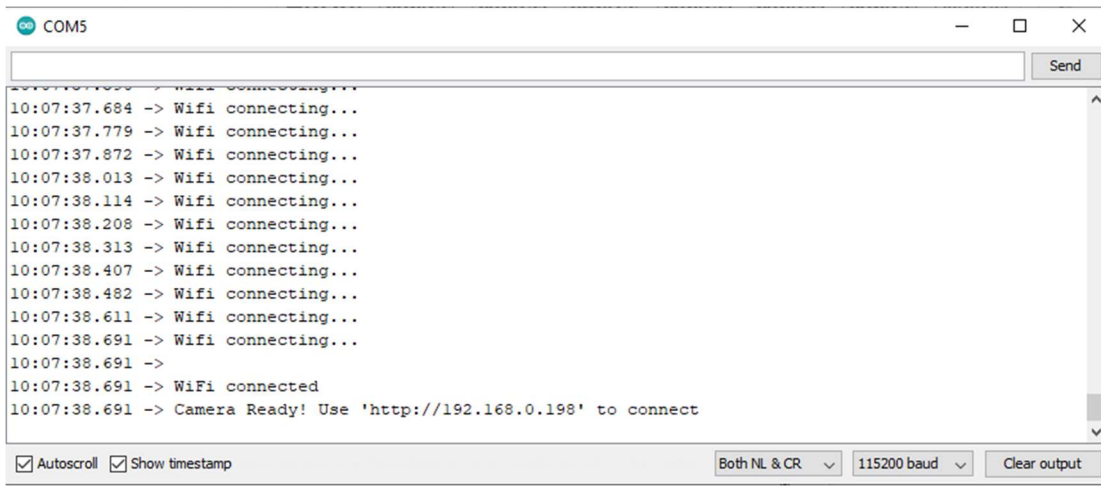 COM5
Send
10:07:37.684 -> Wifi connecting...
10:07:37.779 -> Wifi connecting...
10:07:37.872 -> Wifi connecting...
10:07:38.013 -> Wifi connecting...
10:07:38.114 -> Wifi connecting...
10:07:38.208 -> Wifi connecting...
10:07:38.313 -> Wifi connecting...
10:07:38.407 -> Wifi connecting...
10:07:38.482 -> Wifi connecting...
10:07:38.611 -> Wifi connecting...
10:07:38.691 -> Wifi connecting...
10:07:38.691 ->
10:07:38.691 -> WiFi connected
10:07:38.691 -> Camera Ready! Use 'http://192.168.0.198' to connect
Autoscroll Show timestamp Both NL & CR 115200 baud Clear output